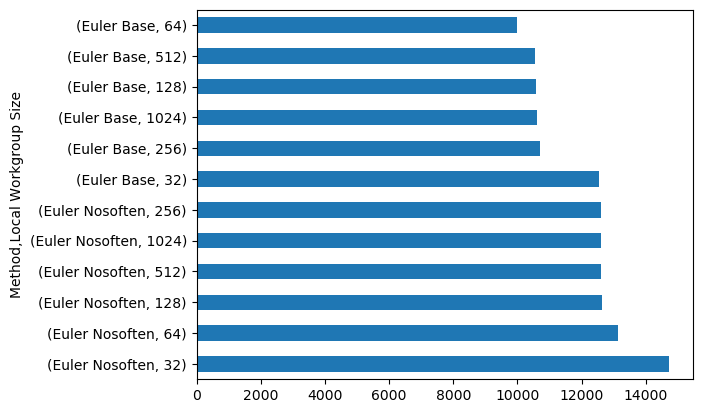 (Euler Base, 64)
(Euler Base, 512)
(Euler Base, 128)
(Euler Base, 1024)
(Euler Base, 256)
(Euler Base, 32)
(Euler Nosoften, 256)
(Euler Nosoften, 1024)
(Euler Nosoften, 512)
(Euler Nosoften, 128)
(Euler Nosoften, 64)
(Euler Nosoften, 32)
Method,Local Workgroup Size
0 2000 4000 6000 8000 10000 12000 14000